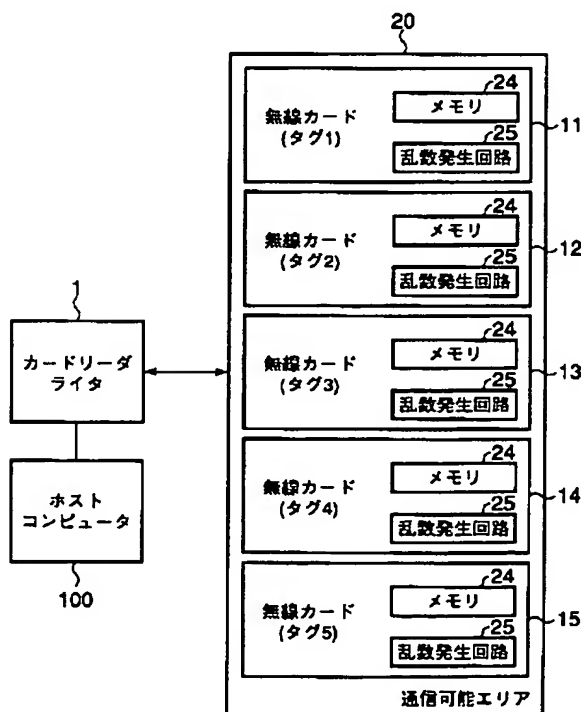 20
24
無線カード
(タグ1)
メモリ
11
25
乱数発生回路
24
無線カード
(タグ2)
メモリ
12
25
乱数発生回路
1
カードリーダ
ライタ
24
無線カード
(タグ3)
メモリ
13
25
乱数発生回路
ホスト
コンピュータ
100
24
無線カード
(タグ4)
メモリ
14
25
乱数発生回路
24
無線カード
(タグ5)
メモリ
15
25
乱数発生回路
通信可能エリア